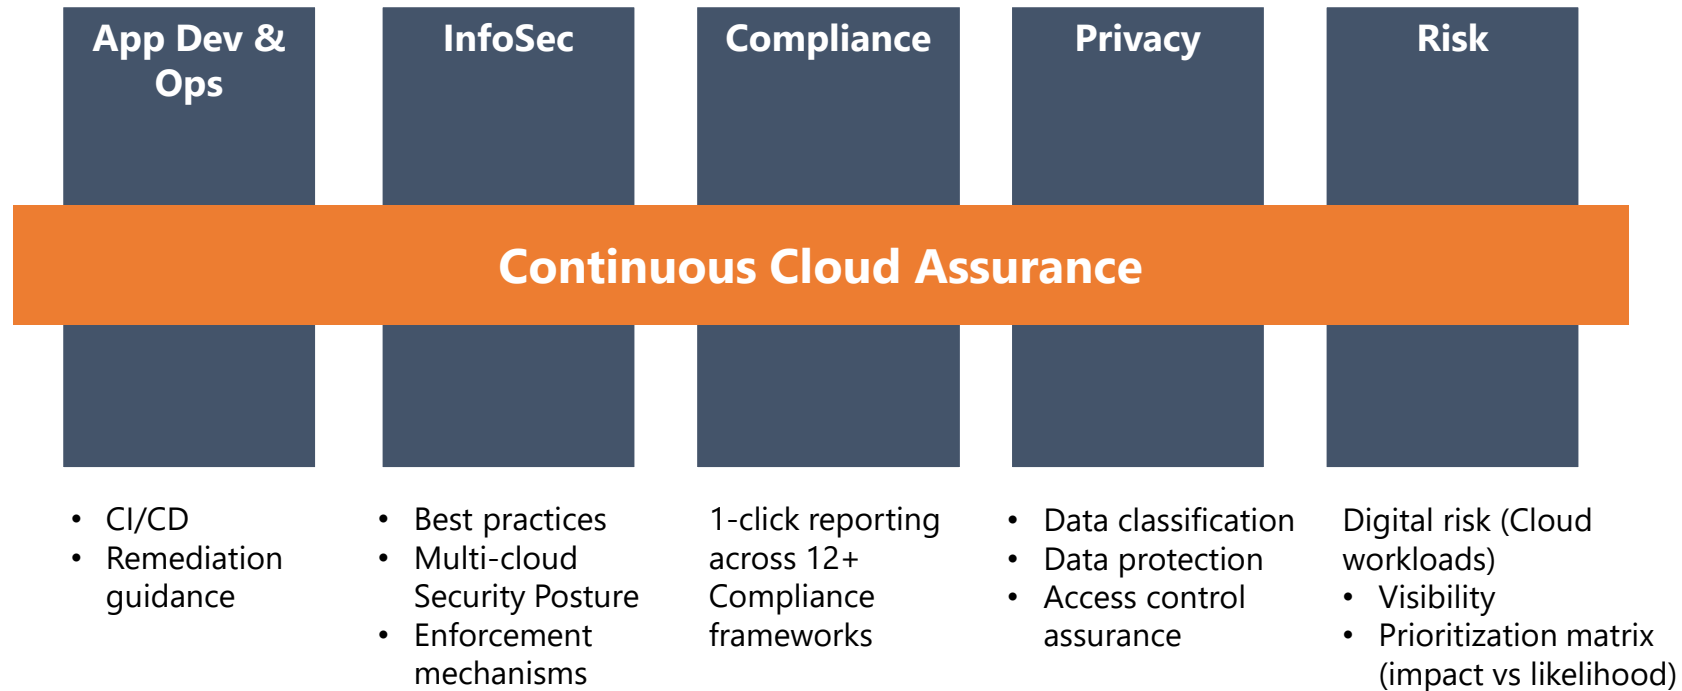 App Dev &
Ops
InfoSec
Compliance
Privacy
Risk
Continuous Cloud Assurance
• CI/CD
• Remediation
guidance
• Best practices
• Multi-cloud
Security Posture
• Enforcement
mechanisms
1-click reporting
across 12+
Compliance
frameworks
• Data classification
• Data protection
• Access control
assurance
Digital risk (Cloud
workloads)
• Visibility
• Prioritization matrix
(impact vs likelihood)